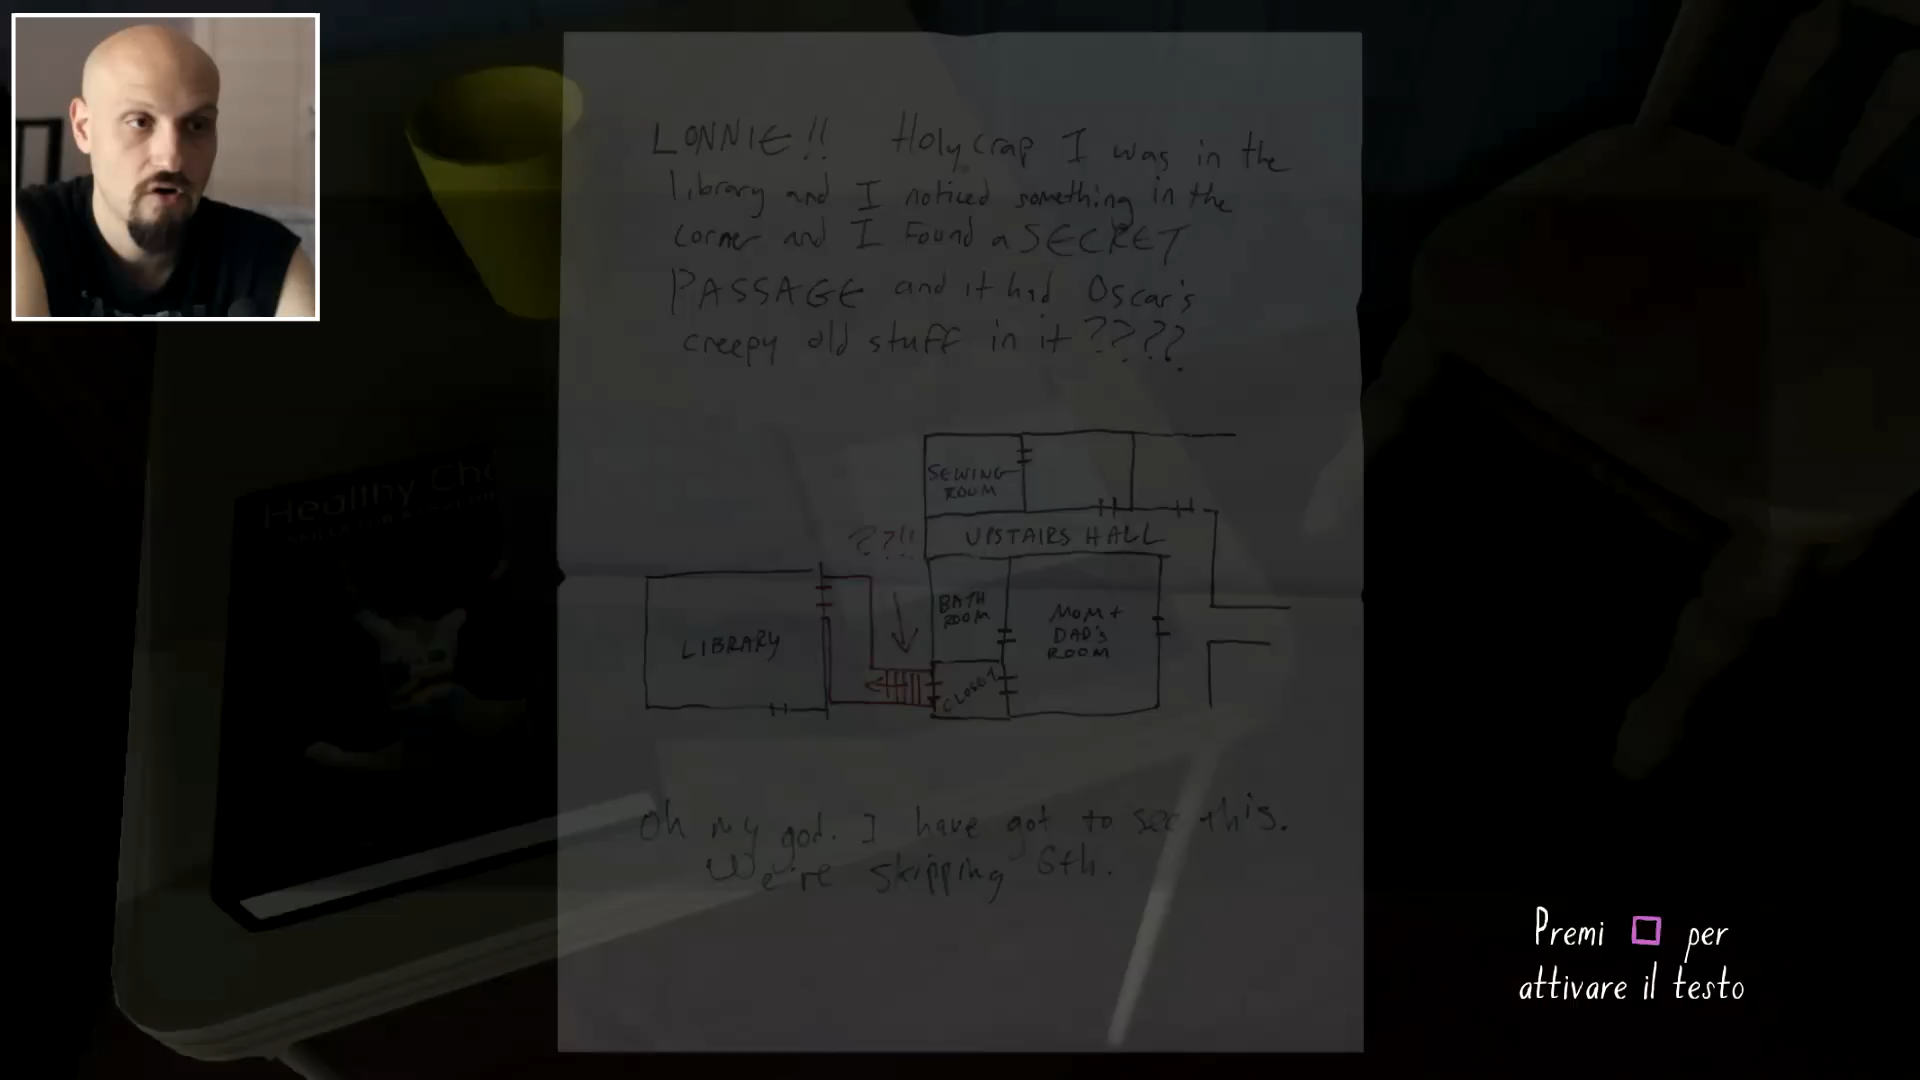 LONNIE!! Holy crap I was in the
library and I noticed something in the
corner and I found a SECRET
PASSAGE and it had Oscar's
creepy old stuff in it ????
SEWING
ROOM
UPSTAIRS HALL
??!!
BATH
ROOM
MOM +
DAD'S
ROOM
LIBRARY
CLOSET
Oh my god. I have got to see this.
We're skipping 6th.
Healthy Cho
Premi □ per
attivare il testo